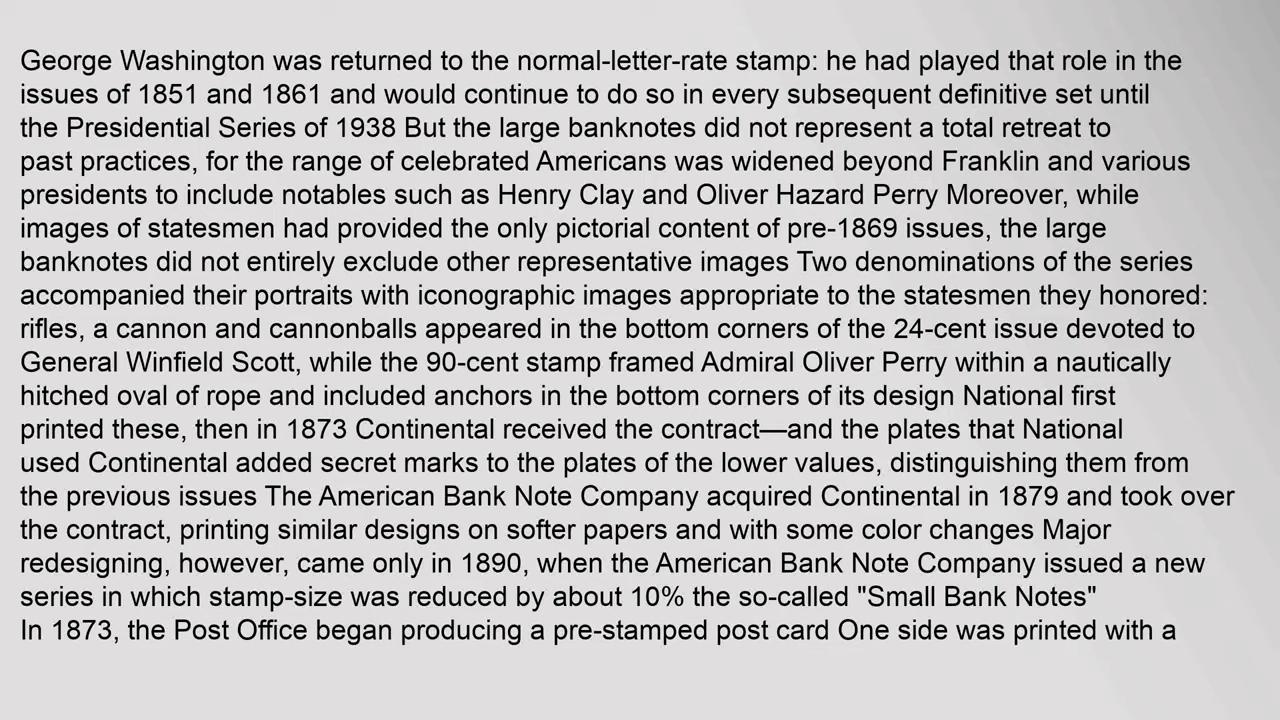 George Washington was returned to the normal-letter-rate stamp: he had played that role in the
issues of 1851 and 1861 and would continue to do so in every subsequent definitive set until
the Presidential Series of 1938 But the large banknotes did not represent a total retreat to
past practices, for the range of celebrated Americans was widened beyond Franklin and various
presidents to include notables such as Henry Clay and Oliver Hazard Perry Moreover, while
images of statesmen had provided the only pictorial content of pre-1869 issues, the large
banknotes did not entirely exclude other representative images Two denominations of the series
accompanied their portraits with iconographic images appropriate to the statesmen they honored:
rifles, a cannon and cannonballs appeared in the bottom corners of the 24-cent issue devoted to
General Winfield Scott, while the 90-cent stamp framed Admiral Oliver Perry within a nautically
hitched oval of rope and included anchors in the bottom corners of its design National first
printed these, then in 1873 Continental received the contract—and the plates that National
used Continental added secret marks to the plates of the lower values, distinguishing them from
the previous issues The American Bank Note Company acquired Continental in 1879 and took over
the contract, printing similar designs on softer papers and with some color changes Major
redesigning, however, came only in 1890, when the American Bank Note Company issued a new
series in which stamp-size was reduced by about 10% the so-called "Small Bank Notes"
In 1873, the Post Office began producing a pre-stamped post card One side was printed with a